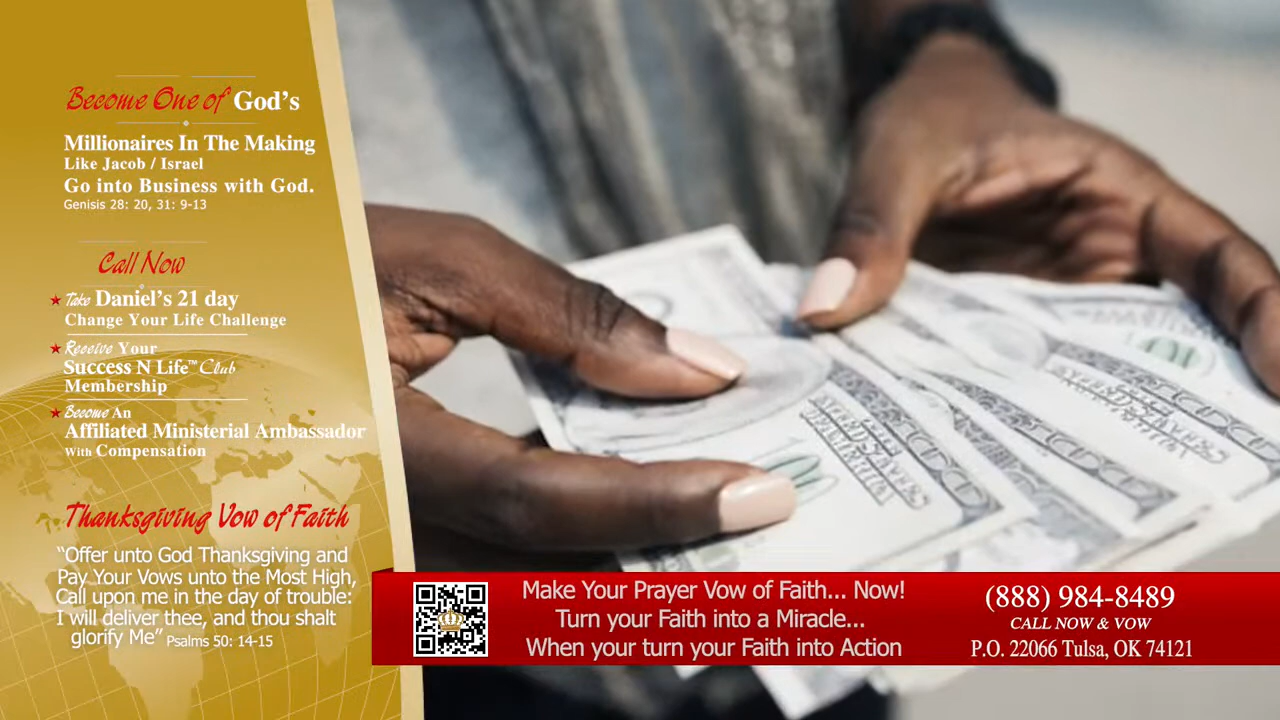 Become One of God's
Millionaires In The Making
Like Jacob / Israel
Go into Business with God.
Genisis 28: 20, 31: 9-13
Call Now
Take Daniel's 21 day
Change Your Life Challenge
Receive Your
Success N Life™ Club
Membership
Become An
Affiliated Ministerial Ambassador
With Compensation
Thanksgiving Vow of Faith
"Offer unto God Thanksgiving and
Pay Your Vows unto the Most High,
Call upon me in the day of trouble:
I will deliver thee, and thou shalt
glorify Me" Psalms 50: 14-15
Make Your Prayer Vow of Faith... Now!
Turn your Faith into a Miracle...
When your turn your Faith into Action
(888) 984-8489
CALL NOW & VOW
P.O. 22066 Tulsa, OK 74121